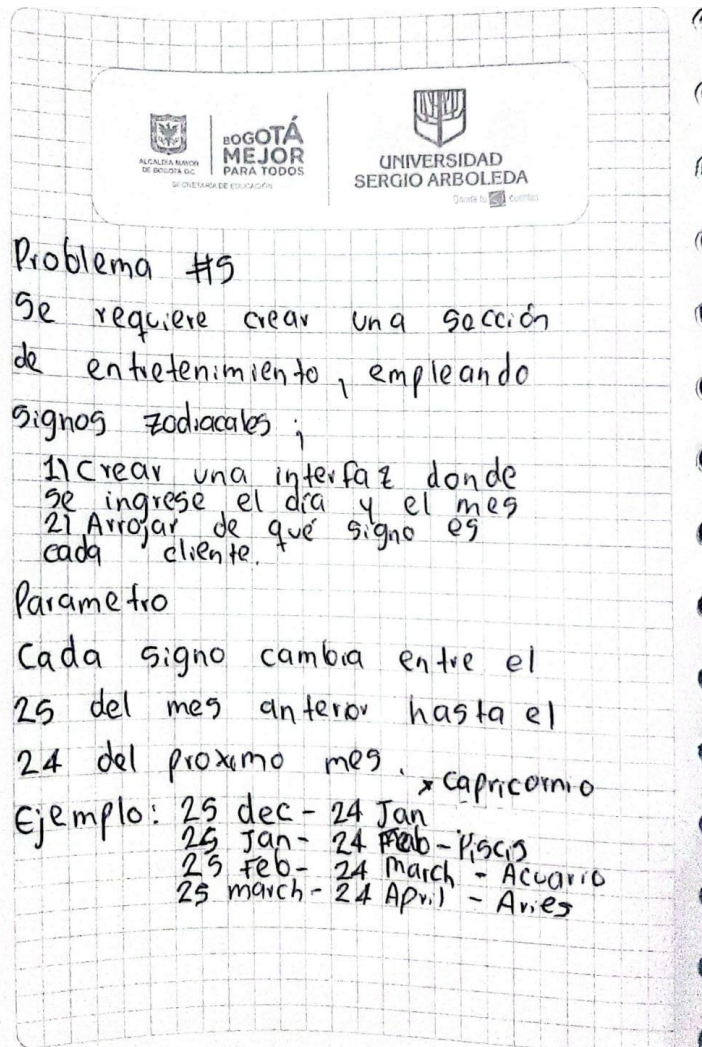 ALCALDÍA MAYOR
DE BOGOTÁ D.C.
SECRETARÍA DE EDUCACIÓN
BOGOTÁ
MEJOR
PARA TODOS
UNIVERSIDAD
SERGIO ARBOLEDA
Problema #5
Se requiere crear una sección
de entretenimiento, empleando
signos zodiacales;
1) Crear una interfaz donde
se ingrese el día y el mes
2) Arrojar de qué signo es
cada cliente.
Parametro
Cada signo cambia entre el
25 del mes anterior hasta el
24 del proximo mes.
Ejemplo: 25 dec - 24 Jan * Capricornio
25 Jan - 24 Feb - Piscis
25 Feb - 24 March - Acuario
25 march - 24 April - Aries